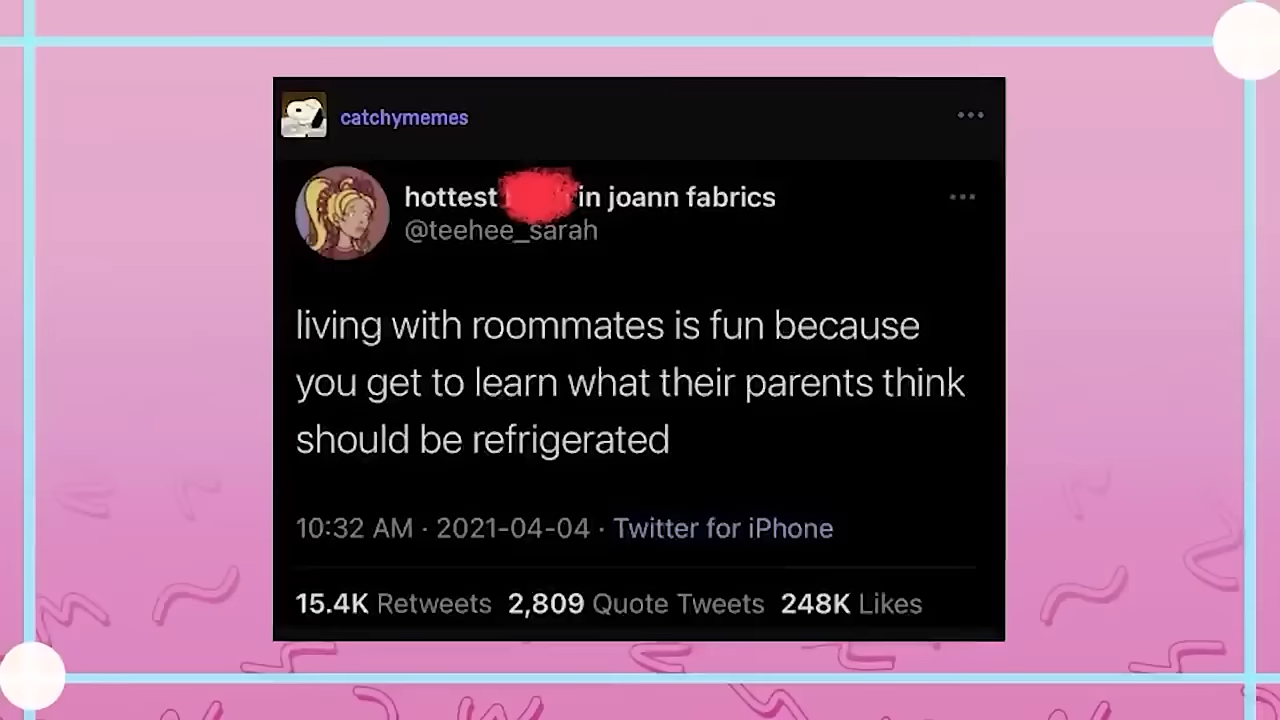 catchymemes
hottest in joann fabrics
@teehee_sarah
living with roommates is fun because
you get to learn what their parents think
should be refrigerated
10:32 AM · 2021-04-04 · Twitter for iPhone
15.4K Retweets 2,809 Quote Tweets 248K Likes